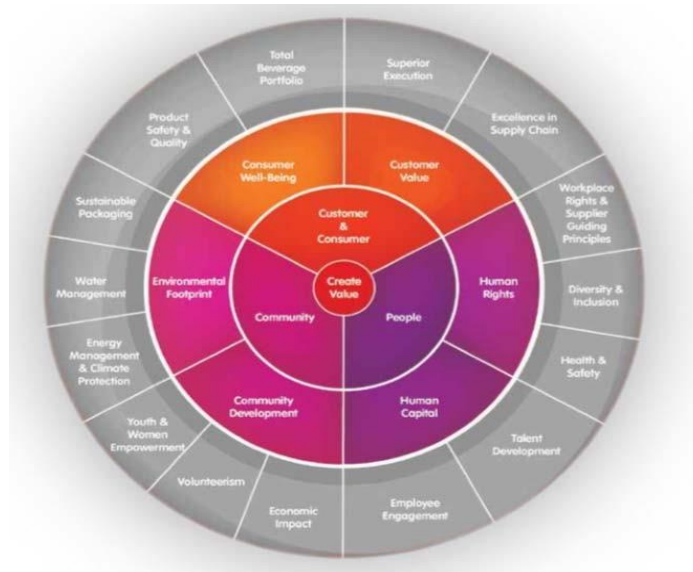 Total
Beverage
Portfolio
Superior
Execution
Product
Safety &
Quality
Excellence in
Supply Chain
Consumer
Well-Being
Customer
Value
Sustainable
Packaging
Workplace
Rights &
Supplier
Guiding
Principles
Customer
&
Consumer
Water
Management
Environmental
Footprint
Create
Value
Human
Rights
Diversity &
Inclusion
Community
People
Energy
Management
& Climate
Protection
Health &
Safety
Community
Development
Human
Capital
Youth &
Women
Empowerment
Talent
Development
Volunteerism
Economic
Impact
Employee
Engagement